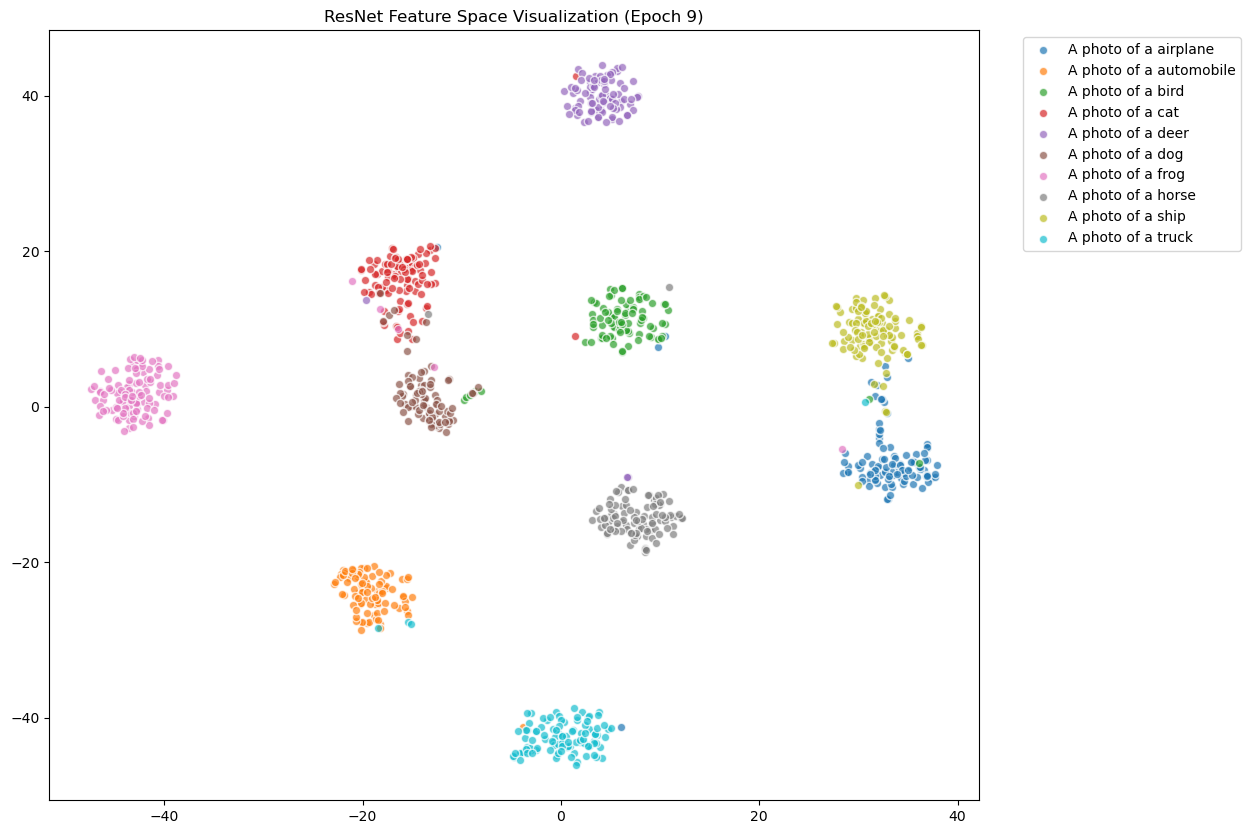 ResNet Feature Space Visualization (Epoch 9)
A photo of a airplane
A photo of a automobile
A photo of a bird
A photo of a cat
A photo of a deer
A photo of a dog
A photo of a frog
A photo of a horse
A photo of a ship
A photo of a truck
40
20
0
−20
−40
−40 −20 0 20 40